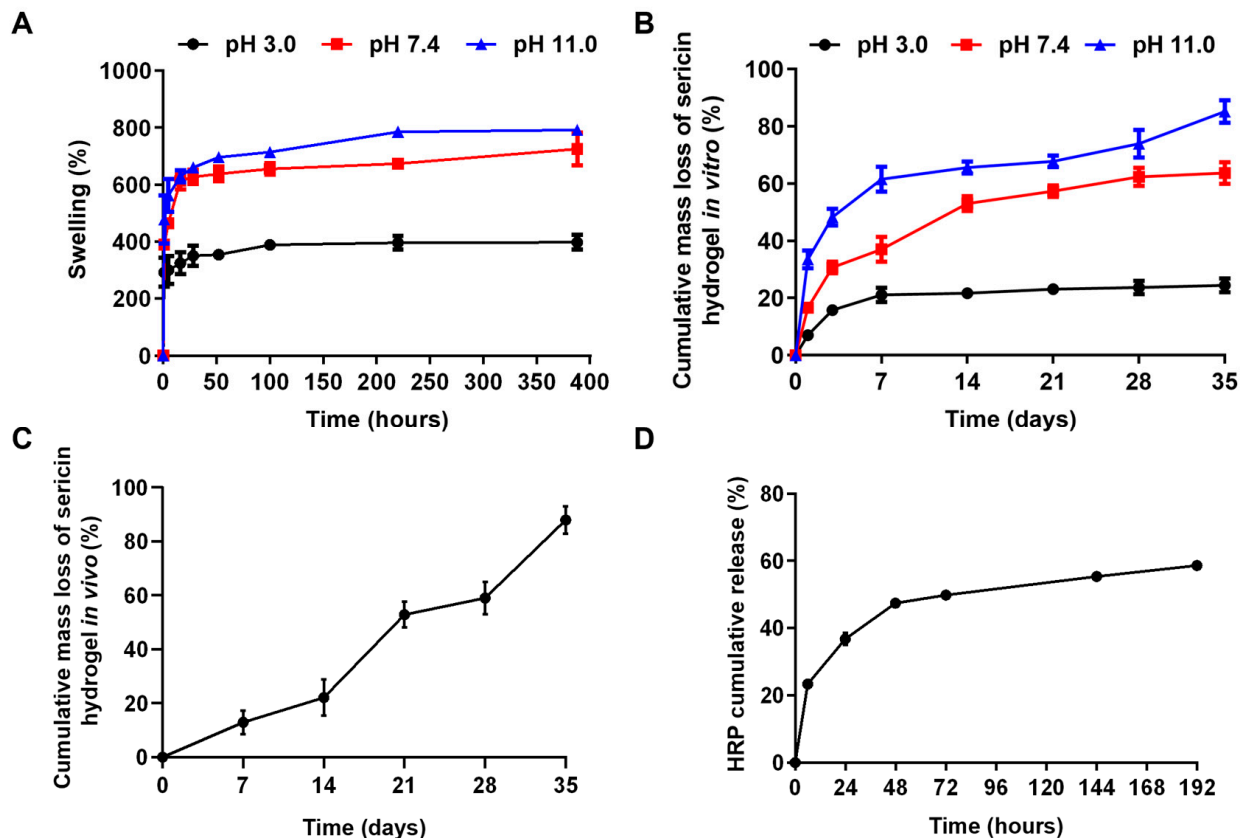 A
pH 3.0 pH 7.4 pH 11.0
Swelling (%)
1000
800
600
400
200
0
0 50 100 150 200 250 300 350 400
Time (hours)
B
pH 3.0 pH 7.4 pH 11.0
Cumulative mass loss of sericin
hydrogel in vitro (%)
100
80
60
40
20
0
0 7 14 21 28 35
Time (days)
C
Cumulative mass loss of sericin
hydrogel in vivo (%)
100
80
60
40
20
0
0 7 14 21 28 35
Time (days)
D
HRP cumulative release (%)
80
60
40
20
0
0 24 48 72 96 120 144 168 192
Time (hours)